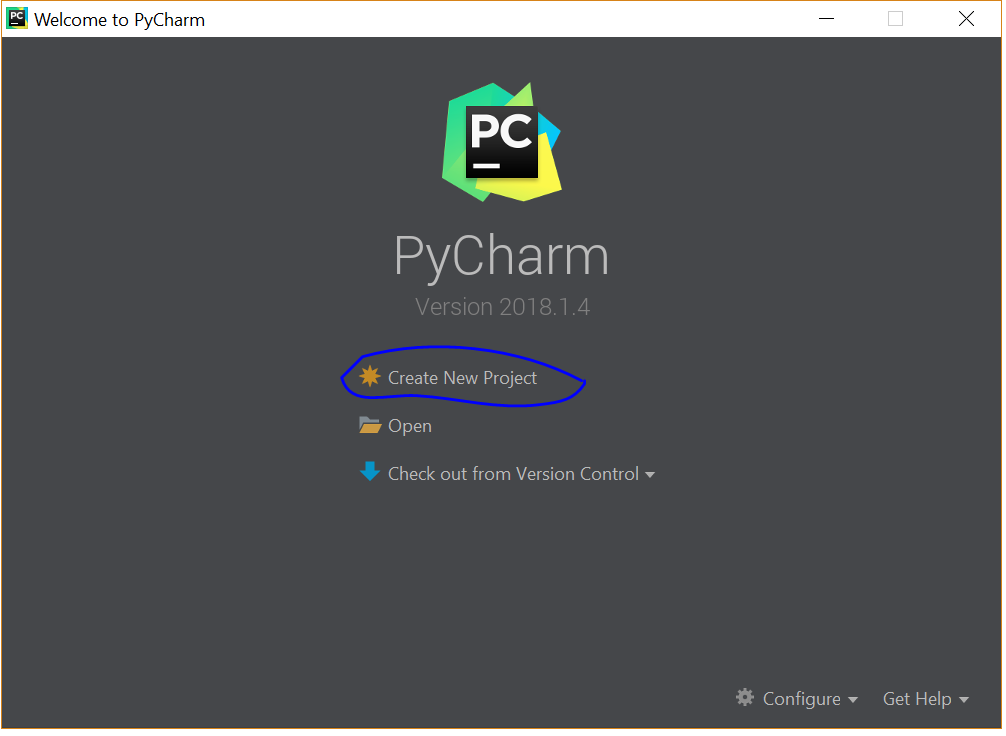 Welcome to PyCharm
PC
PyCharm
Version 2018.1.4
Create New Project
Open
Check out from Version Control
Configure
Get Help